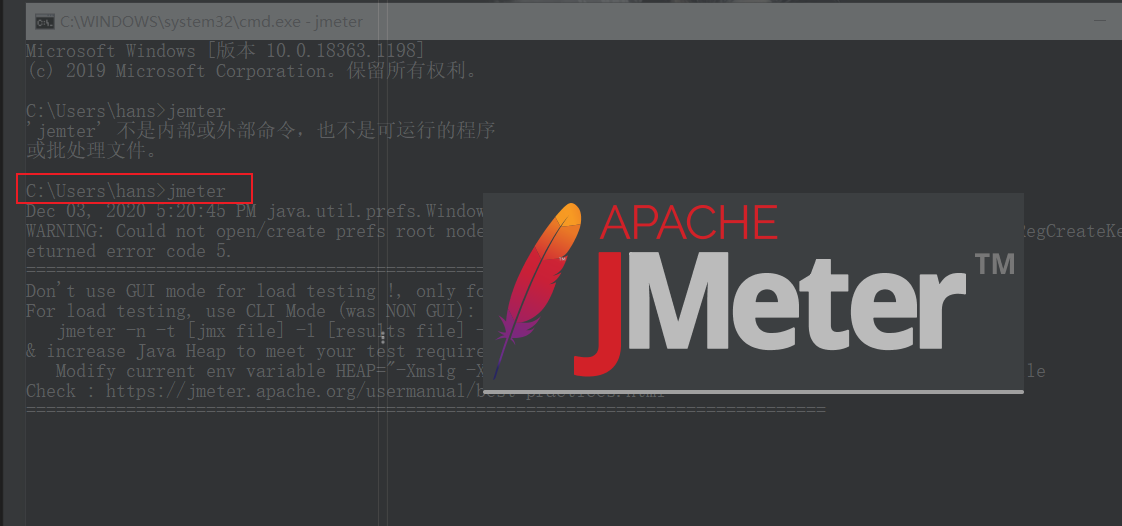 C:\WINDOWS\system32\cmd.exe - jmeter
Microsoft Windows [版本 10.0.18363.1198]
(c) 2019 Microsoft Corporation。保留所有权利。
C:\Users\hans>jemter
'jemter' 不是内部或外部命令，也不是可运行的程序
或批处理文件。
C:\Users\hans>jmeter
Dec 03, 2020 5:20:45 PM java.util.prefs.Window
WARNING: Could not open/create prefs root node RegCreateKe
eturned error code 5.
================================================================================
Don't use GUI mode for load testing !, only fo
For load testing, use CLI Mode (was NON GUI):
jmeter -n -t [jmx file] -l [results file] -
& increase Java Heap to meet your test require
Modify current env variable HEAP="-Xms1g -X le
Check : https://jmeter.apache.org/usermanual/best-practices.html
================================================================================
APACHE
JMeter™